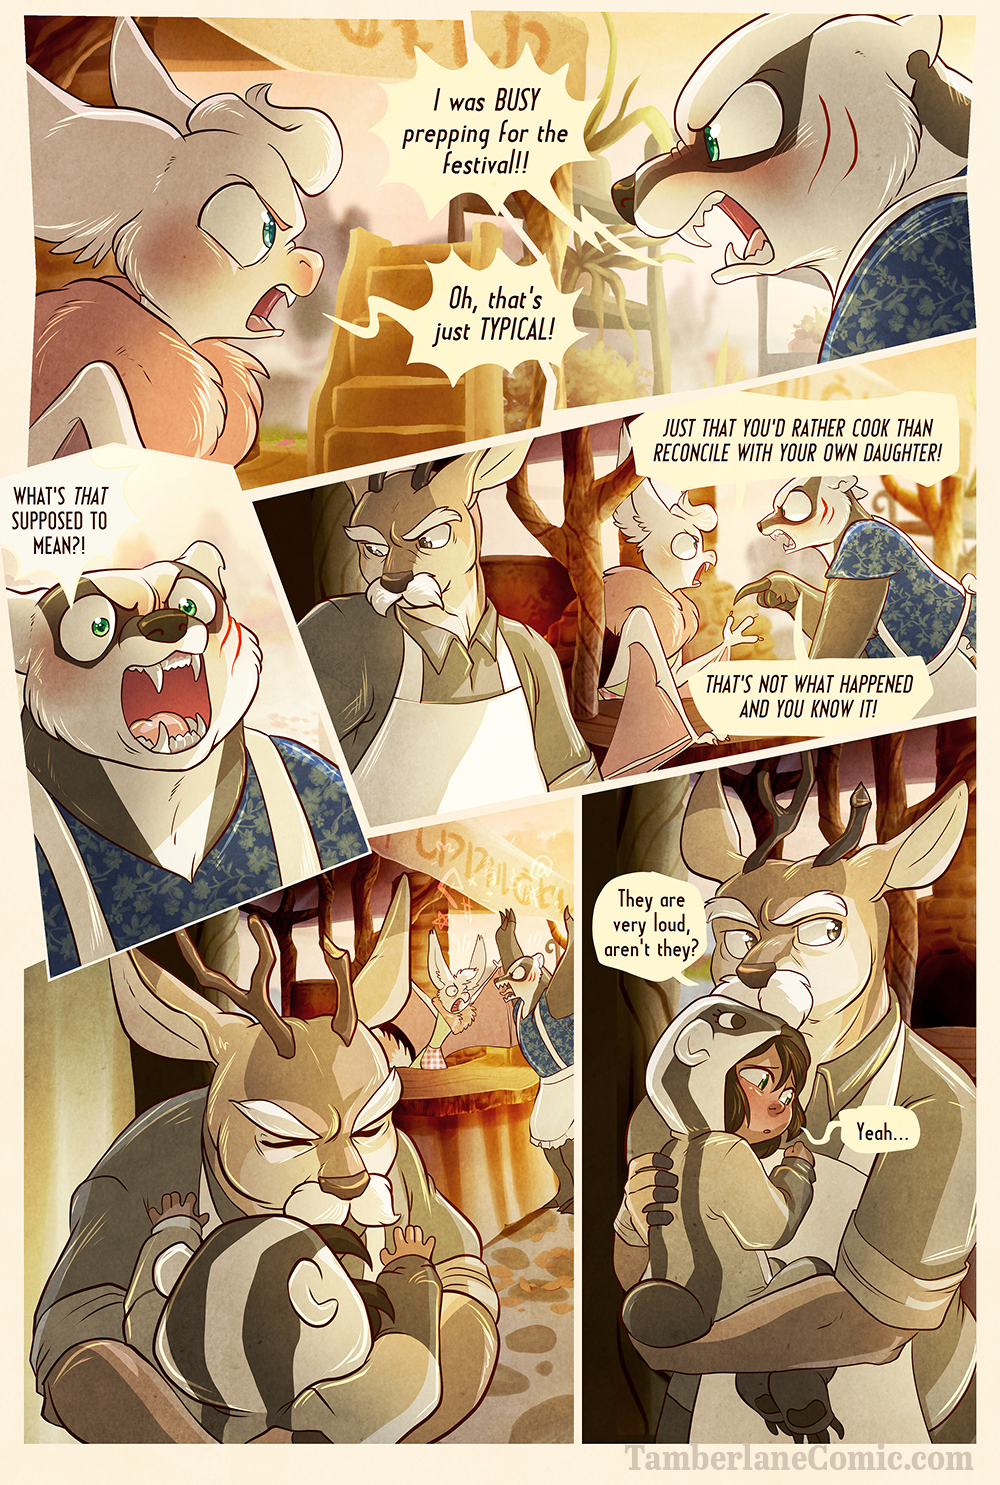 I was BUSY
prepping for the
festival!!
Oh, that's
just TYPICAL!
WHAT'S THAT
SUPPOSED TO
MEAN?!
JUST THAT YOU'D RATHER COOK THAN
RECONCILE WITH YOUR OWN DAUGHTER!
THAT'S NOT WHAT HAPPENED
AND YOU KNOW IT!
They are
very loud,
aren't they?
Yeah...
TamberlaneComic.com